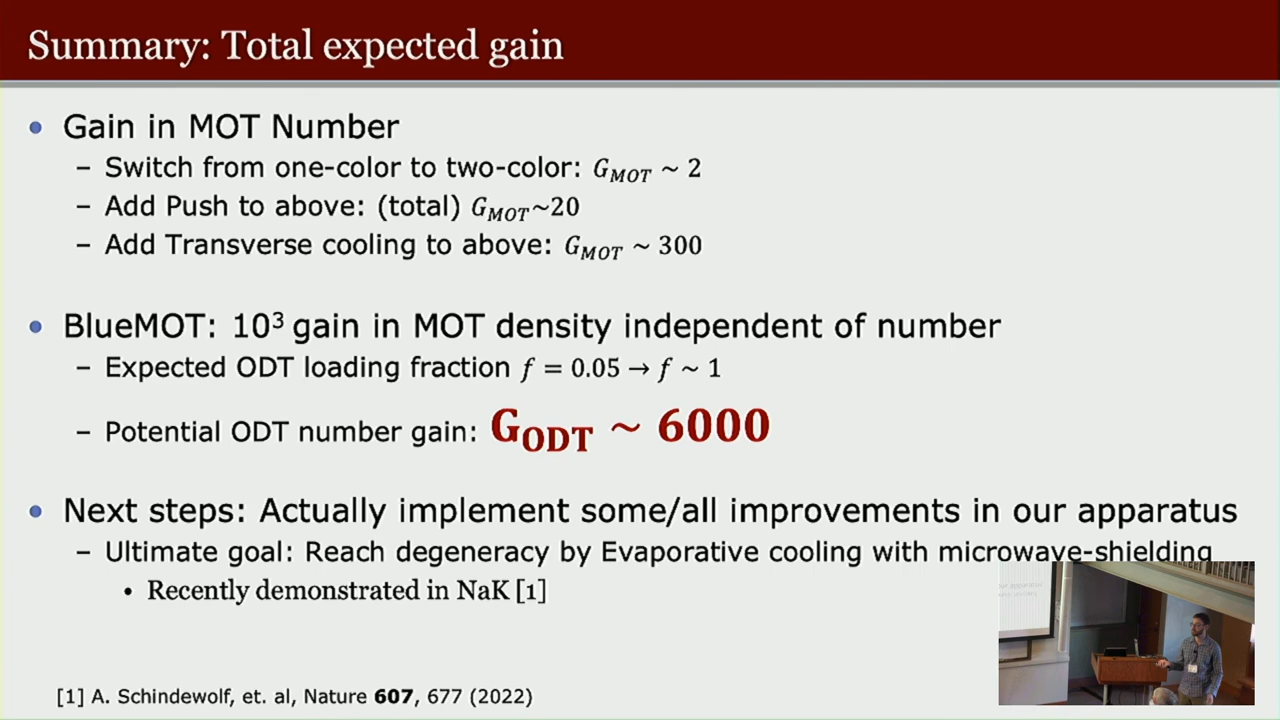 Summary: Total expected gain
• Gain in MOT Number
– Switch from one-color to two-color: G_MOT ~ 2
– Add Push to above: (total) G_MOT~20
– Add Transverse cooling to above: G_MOT ~ 300
• BlueMOT: 10³ gain in MOT density independent of number
– Expected ODT loading fraction f = 0.05 → f ~ 1
– Potential ODT number gain: G_ODT ~ 6000
• Next steps: Actually implement some/all improvements in our apparatus
– Ultimate goal: Reach degeneracy by Evaporative cooling with microwave-shielding
• Recently demonstrated in NaK [1]
[1] A. Schindewolf, et. al, Nature 607, 677 (2022)